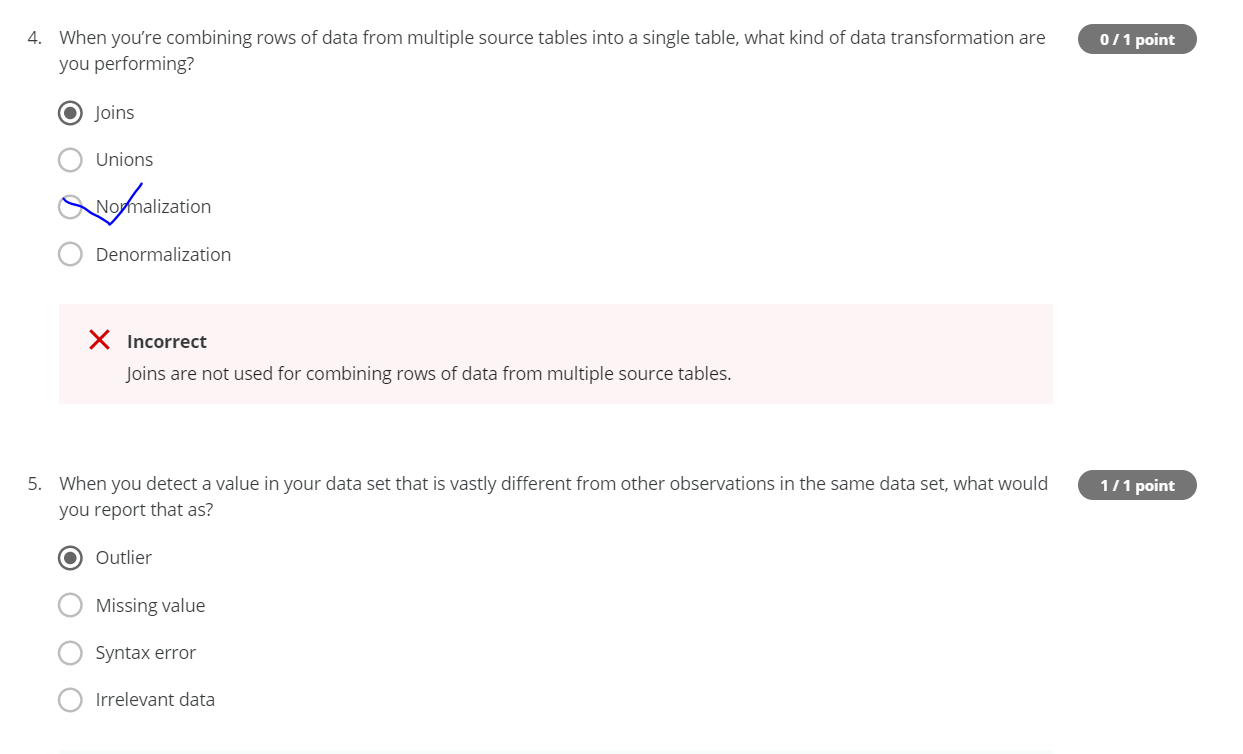 4. When you’re combining rows of data from multiple source tables into a single table, what kind of data transformation are
you performing?
0 / 1 point
Joins
Unions
Normalization
Denormalization
Incorrect
Joins are not used for combining rows of data from multiple source tables.
5. When you detect a value in your data set that is vastly different from other observations in the same data set, what would
you report that as?
1 / 1 point
Outlier
Missing value
Syntax error
Irrelevant data